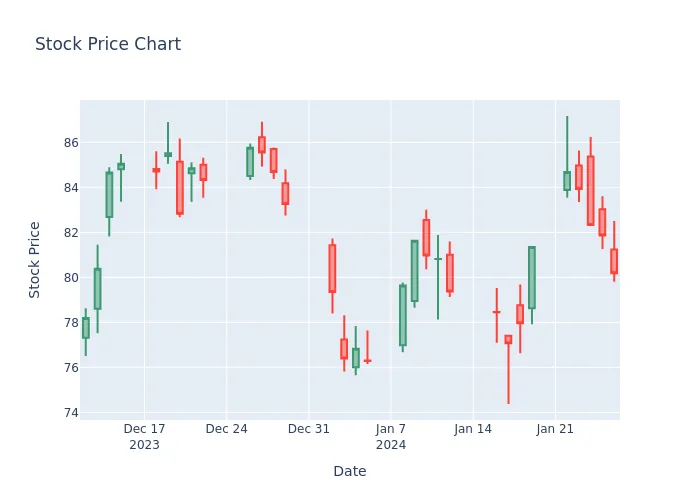 Stock Price Chart
Stock Price
86
84
82
80
78
76
74
Dec 17
2023
Dec 24
Dec 31
Jan 7
2024
Jan 14
Jan 21
Date